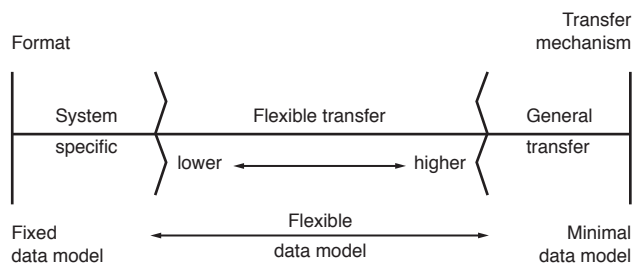 Format
Transfer
mechanism
System
specific
Flexible transfer
General
transfer
lower
higher
Fixed
data model
Flexible
data model
Minimal
data model